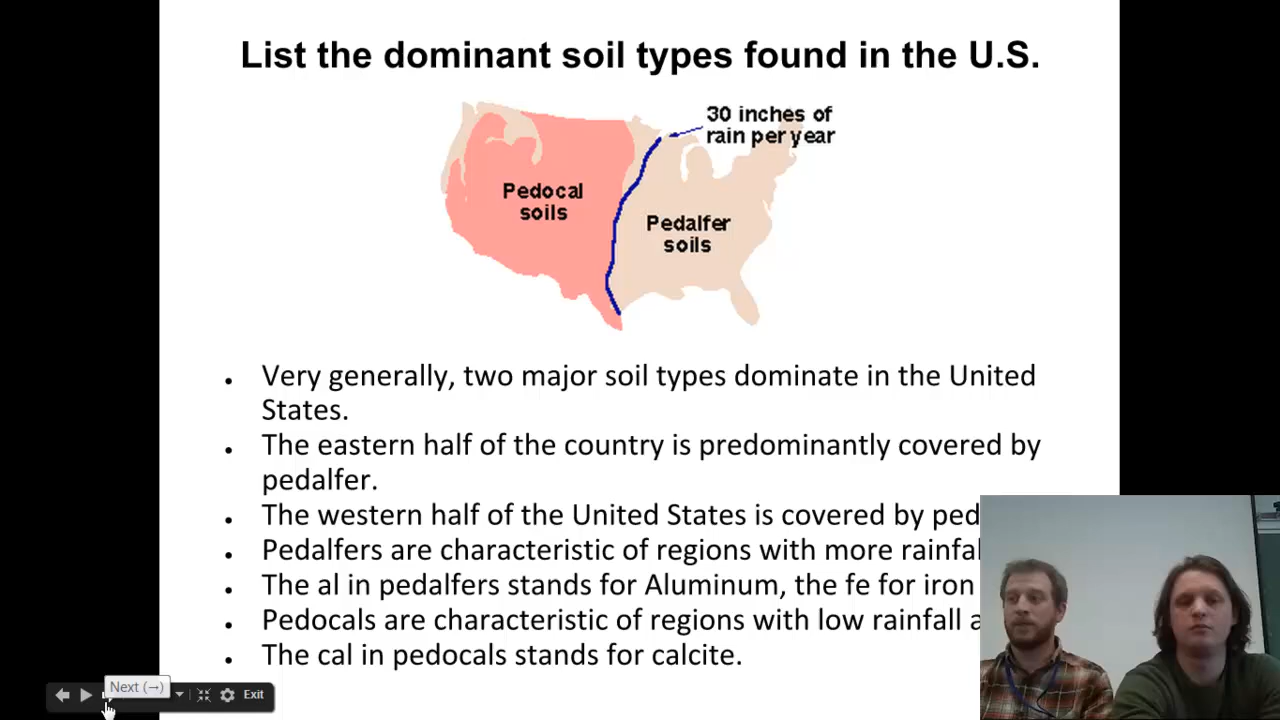 List the dominant soil types found in the U.S.
30 inches of
rain per year
Pedocal
soils
Pedalfer
soils
Very generally, two major soil types dominate in the United
States.
The eastern half of the country is predominantly covered by
pedalfer.
The western half of the United States is covered by ped
Pedalfers are characteristic of regions with more rainfal
The al in pedalfers stands for Aluminum, the fe for iron
Pedocals are characteristic of regions with low rainfall a
The cal in pedocals stands for calcite.
Next (→)
Exit